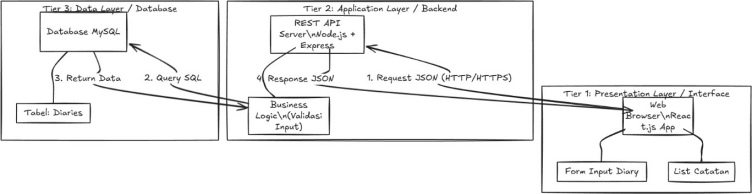 Tier 3: Data Layer / Database
Database MySQL
3. Return Data
2. Query SQL
Tabel: Diaries
Tier 2: Application Layer / Backend
REST API
Server\nNode.js +
Express
4. Response JSON
1. Request JSON (HTTP/HTTPS)
Business
Logic\n(Validasi
Input)
Tier 1: Presentation Layer / Interface
Web
Browser\nReac
t.js App
Form Input Diary
List Catatan